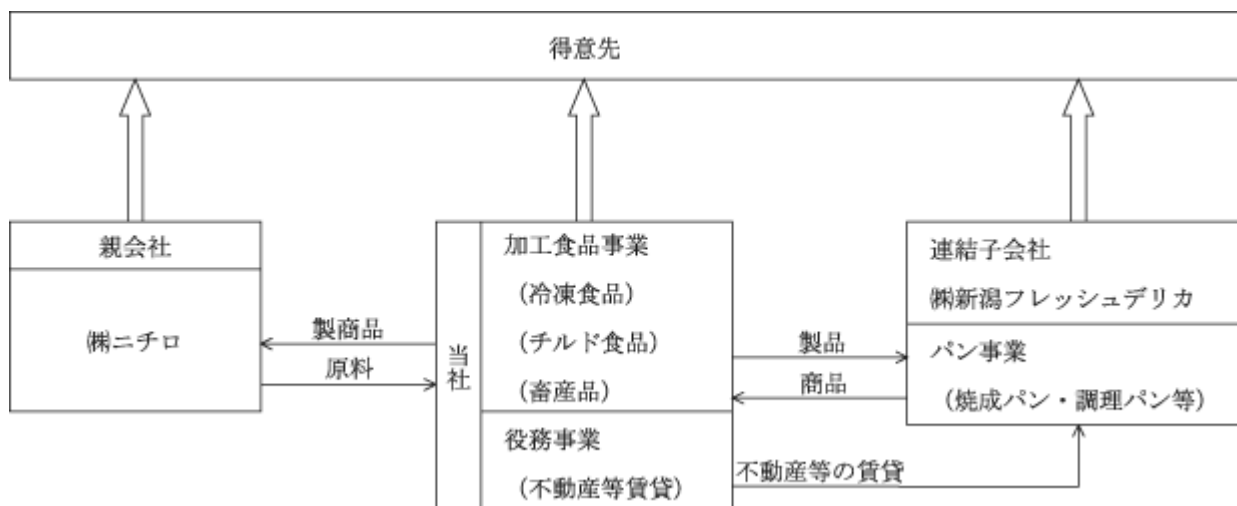 得意先
親会社
㈱ニチロ
製商品
原料
当社
加工食品事業
(冷凍食品)
(チルド食品)
(畜産品)
役務事業
(不動産等賃貸)
製品
商品
不動産等の賃貸
連結子会社
㈱新潟フレッシュデリカ
パン事業
(焼成パン・調理パン等)